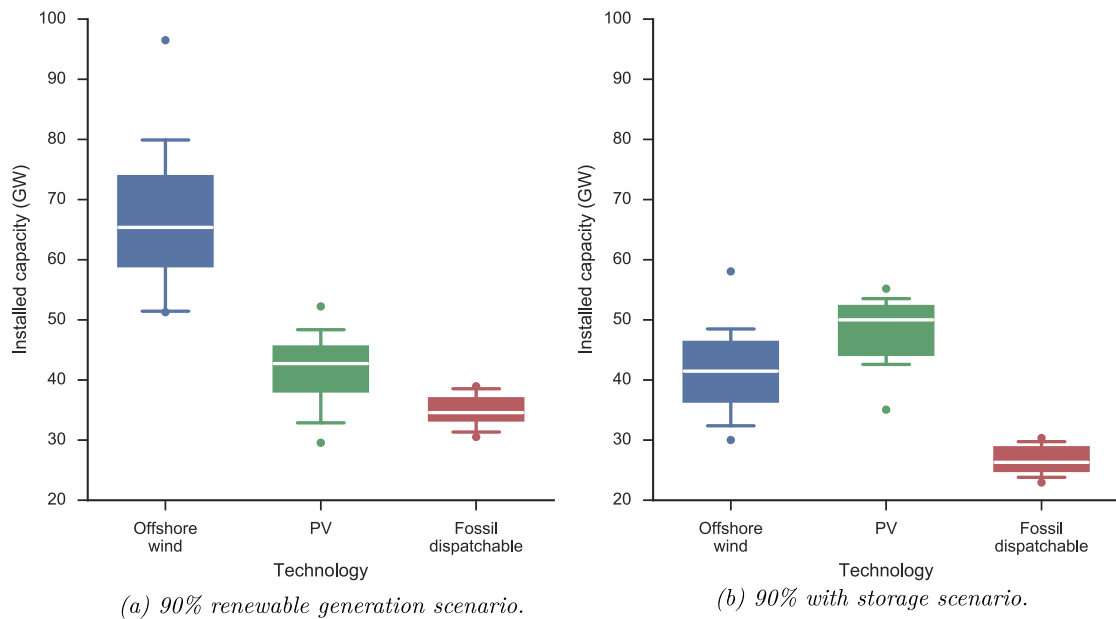 100
90
80
70
60
50
40
30
20
Installed capacity (GW)
Offshore
wind
PV
Fossil
dispatchable
Technology
(a) 90% renewable generation scenario.
100
90
80
70
60
50
40
30
20
Installed capacity (GW)
Offshore
wind
PV
Fossil
dispatchable
Technology
(b) 90% with storage scenario.